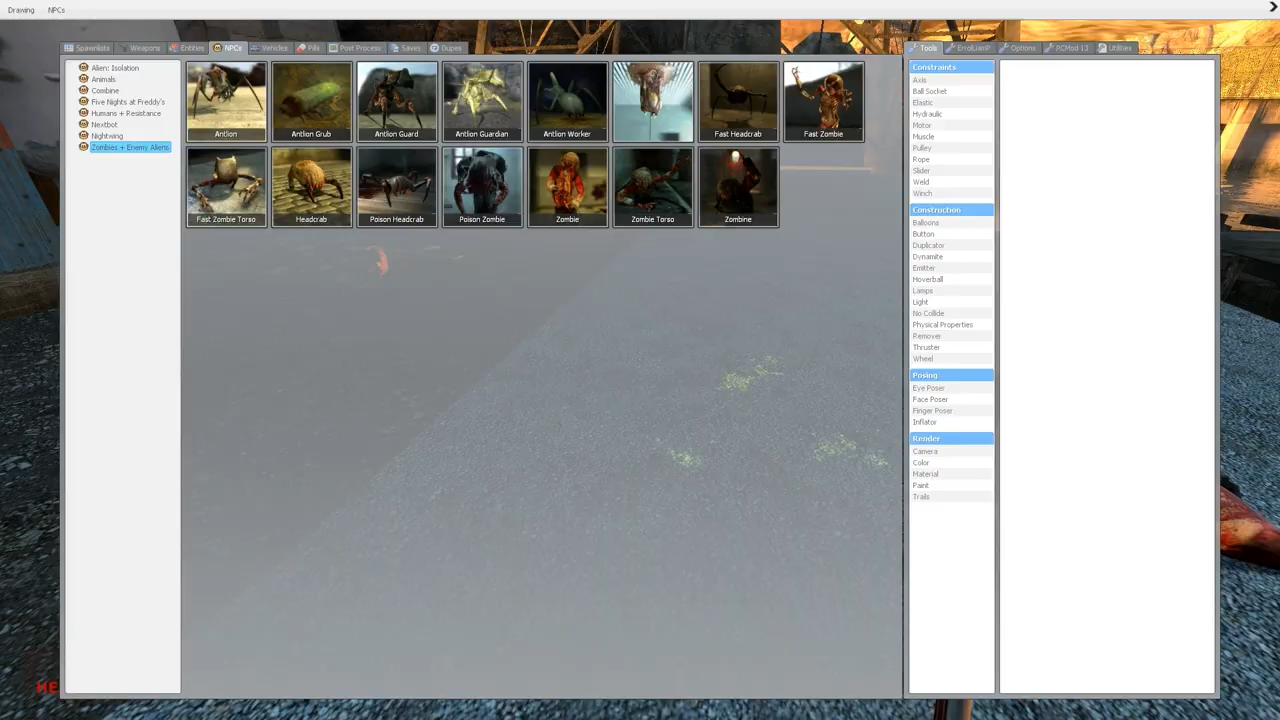 Drawing NPCs
Spawnlists Weapons Entities NPCs Vehicles Pills Post Process Saves Dupes
Tools ErrolLiamP Options PCMod 13 Utilities
Alien: Isolation
Animals
Combine
Five Nights at Freddy's
Humans + Resistance
Nextbot
Nightwing
Zombies + Enemy Aliens
Antlion Antlion Grub Antlion Guard Antlion Guardian Antlion Worker Fast Headcrab Fast Zombie
Fast Zombie Torso Headcrab Poison Headcrab Poison Zombie Zombie Zombie Torso Zombine
Constraints
Axis
Ball Socket
Elastic
Hydraulic
Motor
Muscle
Pulley
Rope
Slider
Weld
Winch
Construction
Balloons
Button
Duplicator
Dynamite
Emitter
Hoverball
Lamps
Light
No Collide
Physical Properties
Remover
Thruster
Wheel
Posing
Eye Poser
Face Poser
Finger Poser
Inflator
Render
Camera
Color
Material
Paint
Trails
HE